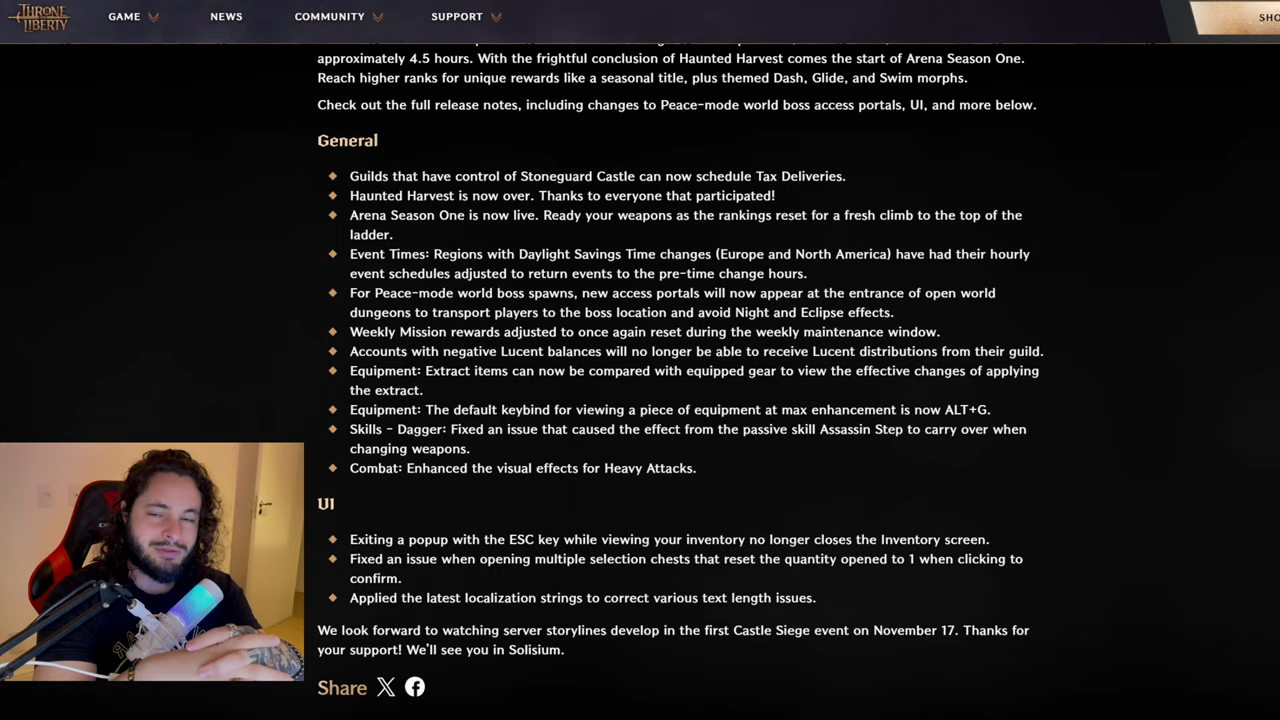 THRONE
LIBERTY
GAME
NEWS
COMMUNITY
SUPPORT
SHO
approximately 4.5 hours. With the frightful conclusion of Haunted Harvest comes the start of Arena Season One.
Reach higher ranks for unique rewards like a seasonal title, plus themed Dash, Glide, and Swim morphs.
Check out the full release notes, including changes to Peace-mode world boss access portals, UI, and more below.
General
Guilds that have control of Stoneguard Castle can now schedule Tax Deliveries.
Haunted Harvest is now over. Thanks to everyone that participated!
Arena Season One is now live. Ready your weapons as the rankings reset for a fresh climb to the top of the
ladder.
Event Times: Regions with Daylight Savings Time changes (Europe and North America) have had their hourly
event schedules adjusted to return events to the pre-time change hours.
For Peace-mode world boss spawns, new access portals will now appear at the entrance of open world
dungeons to transport players to the boss location and avoid Night and Eclipse effects.
Weekly Mission rewards adjusted to once again reset during the weekly maintenance window.
Accounts with negative Lucent balances will no longer be able to receive Lucent distributions from their guild.
Equipment: Extract items can now be compared with equipped gear to view the effective changes of applying
the extract.
Equipment: The default keybind for viewing a piece of equipment at max enhancement is now ALT+G.
Skills - Dagger: Fixed an issue that caused the effect from the passive skill Assassin Step to carry over when
changing weapons.
Combat: Enhanced the visual effects for Heavy Attacks.
UI
Exiting a popup with the ESC key while viewing your inventory no longer closes the Inventory screen.
Fixed an issue when opening multiple selection chests that reset the quantity opened to 1 when clicking to
confirm.
Applied the latest localization strings to correct various text length issues.
We look forward to watching server storylines develop in the first Castle Siege event on November 17. Thanks for
your support! We'll see you in Solisium.
Share